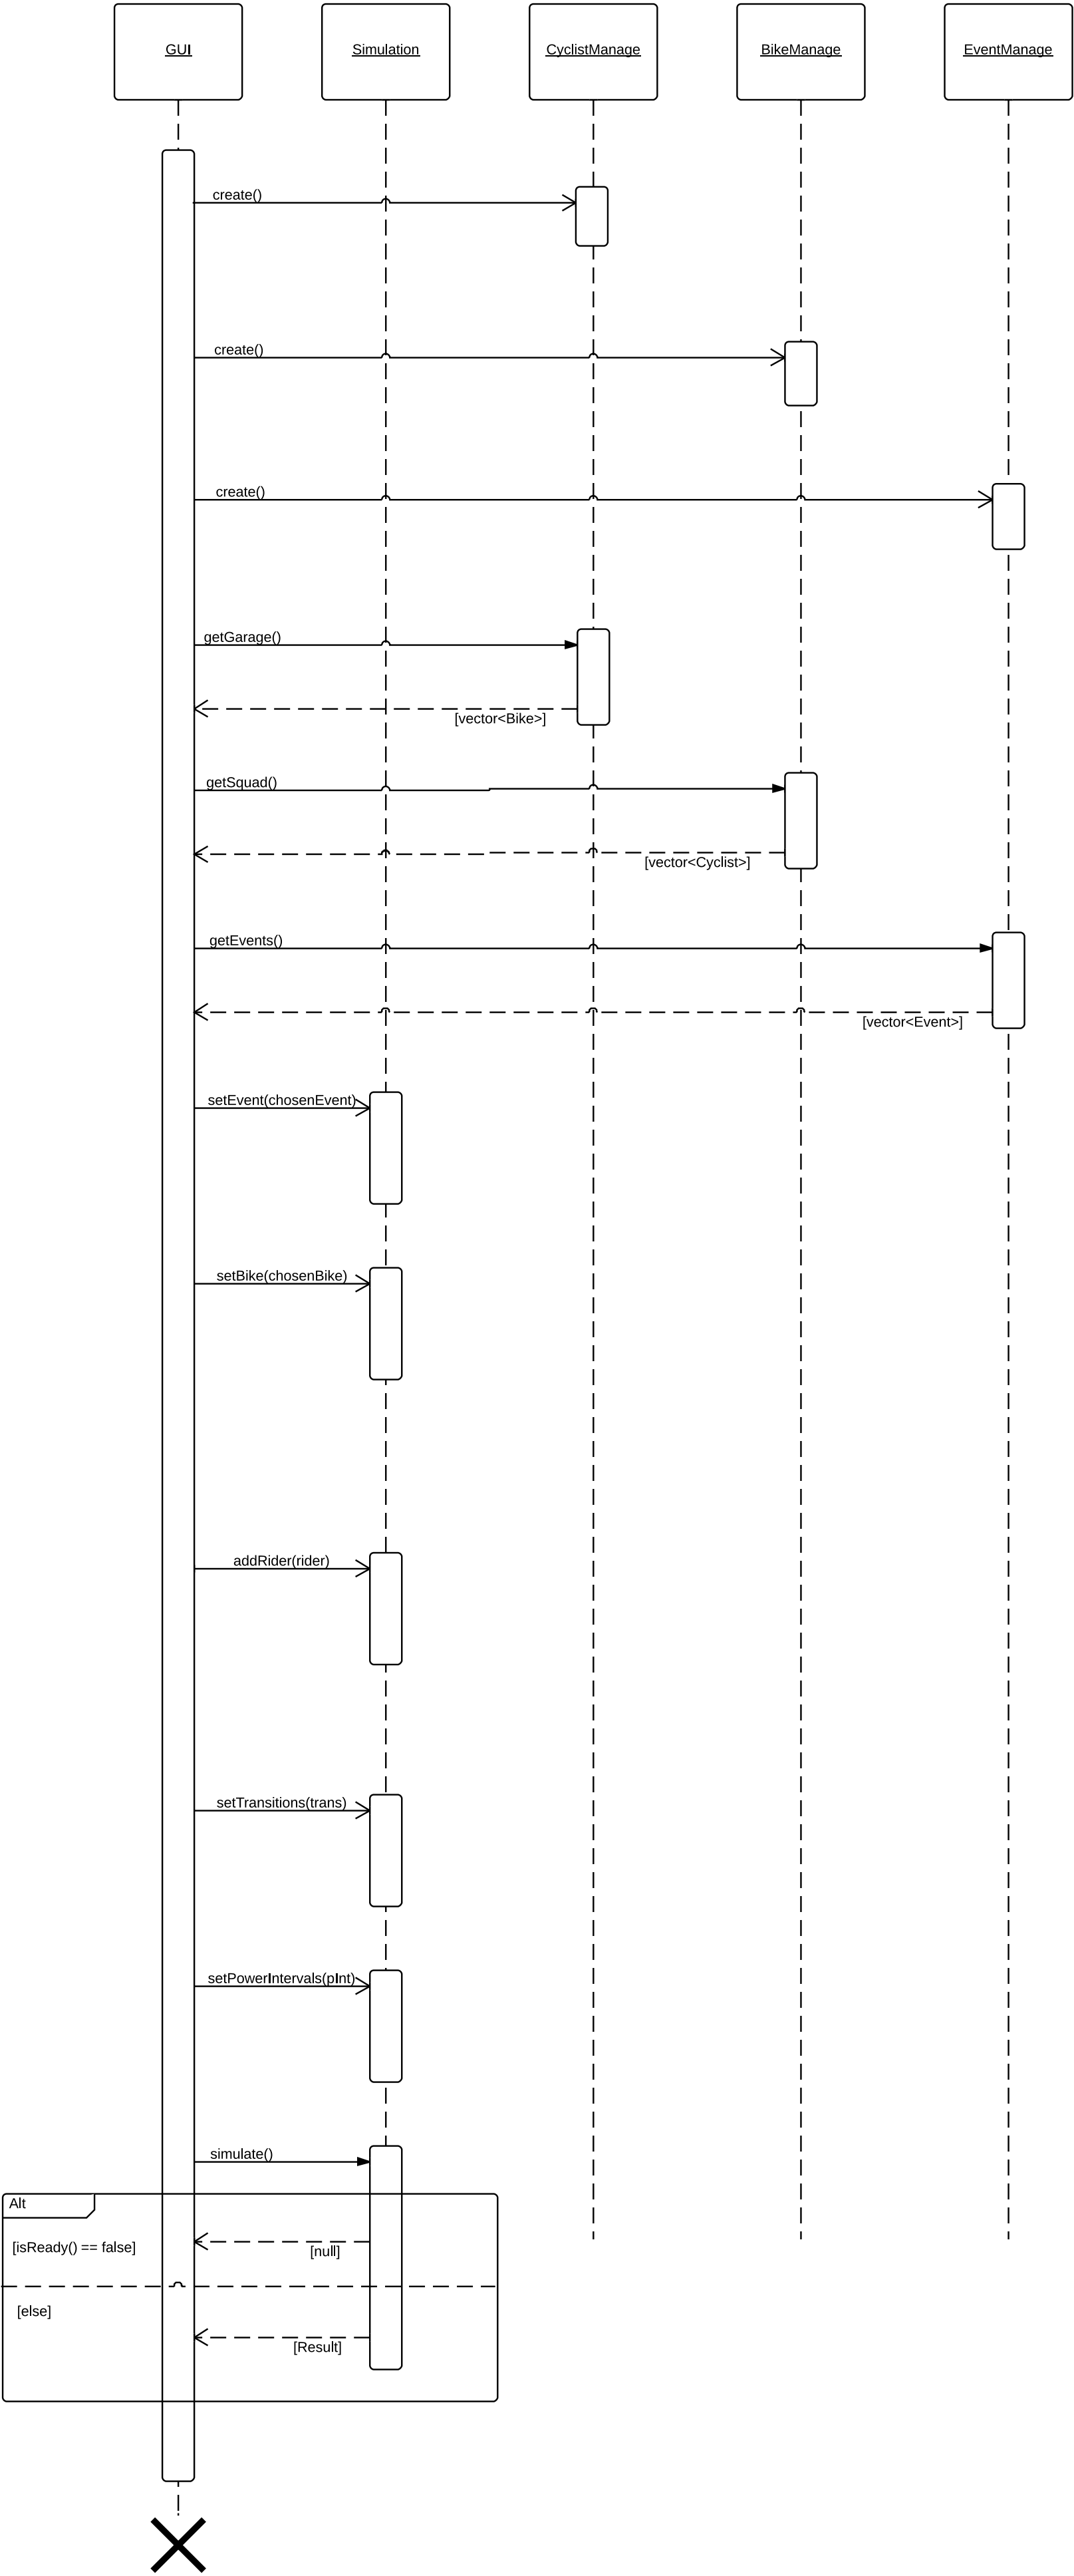 GUI
Simulation
CyclistManage
BikeManage
EventManage
create()
create()
create()
getGarage()
[vector<Bike>]
getSquad()
[vector<Cyclist>]
getEvents()
[vector<Event>]
setEvent(chosenEvent)
setBike(chosenBike)
addRider(rider)
setTransitions(trans)
setPowerIntervals(pInt)
simulate()
Alt
[isReady() == false]
[null]
[else]
[Result]